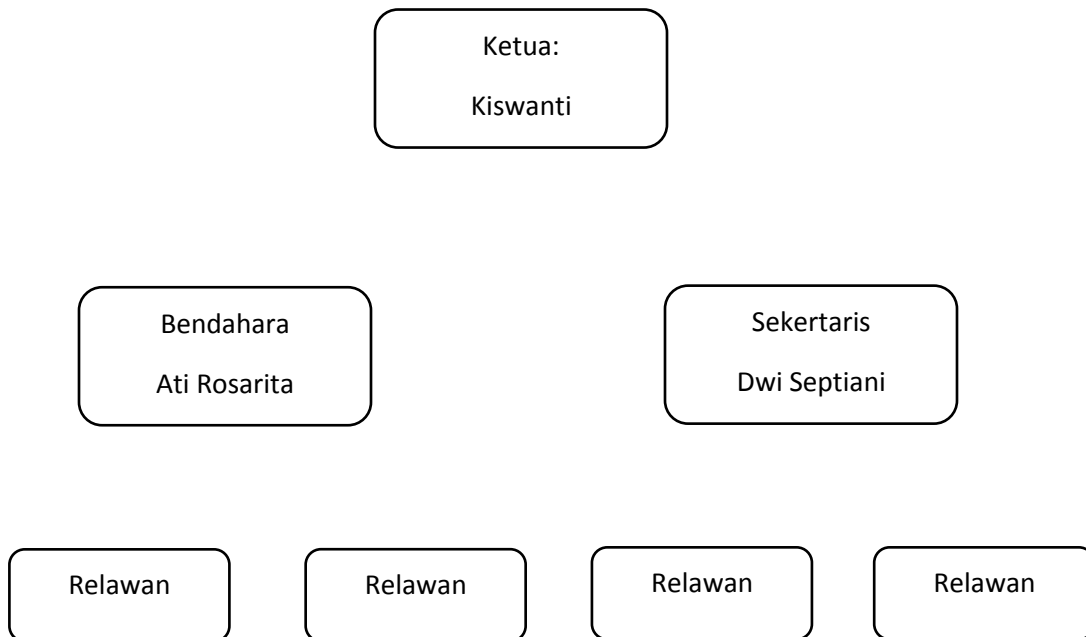 Ketua:
Kiswanti
Bendahara
Ati Rosarita
Sekertaris
Dwi Septiani
Relawan
Relawan
Relawan
Relawan